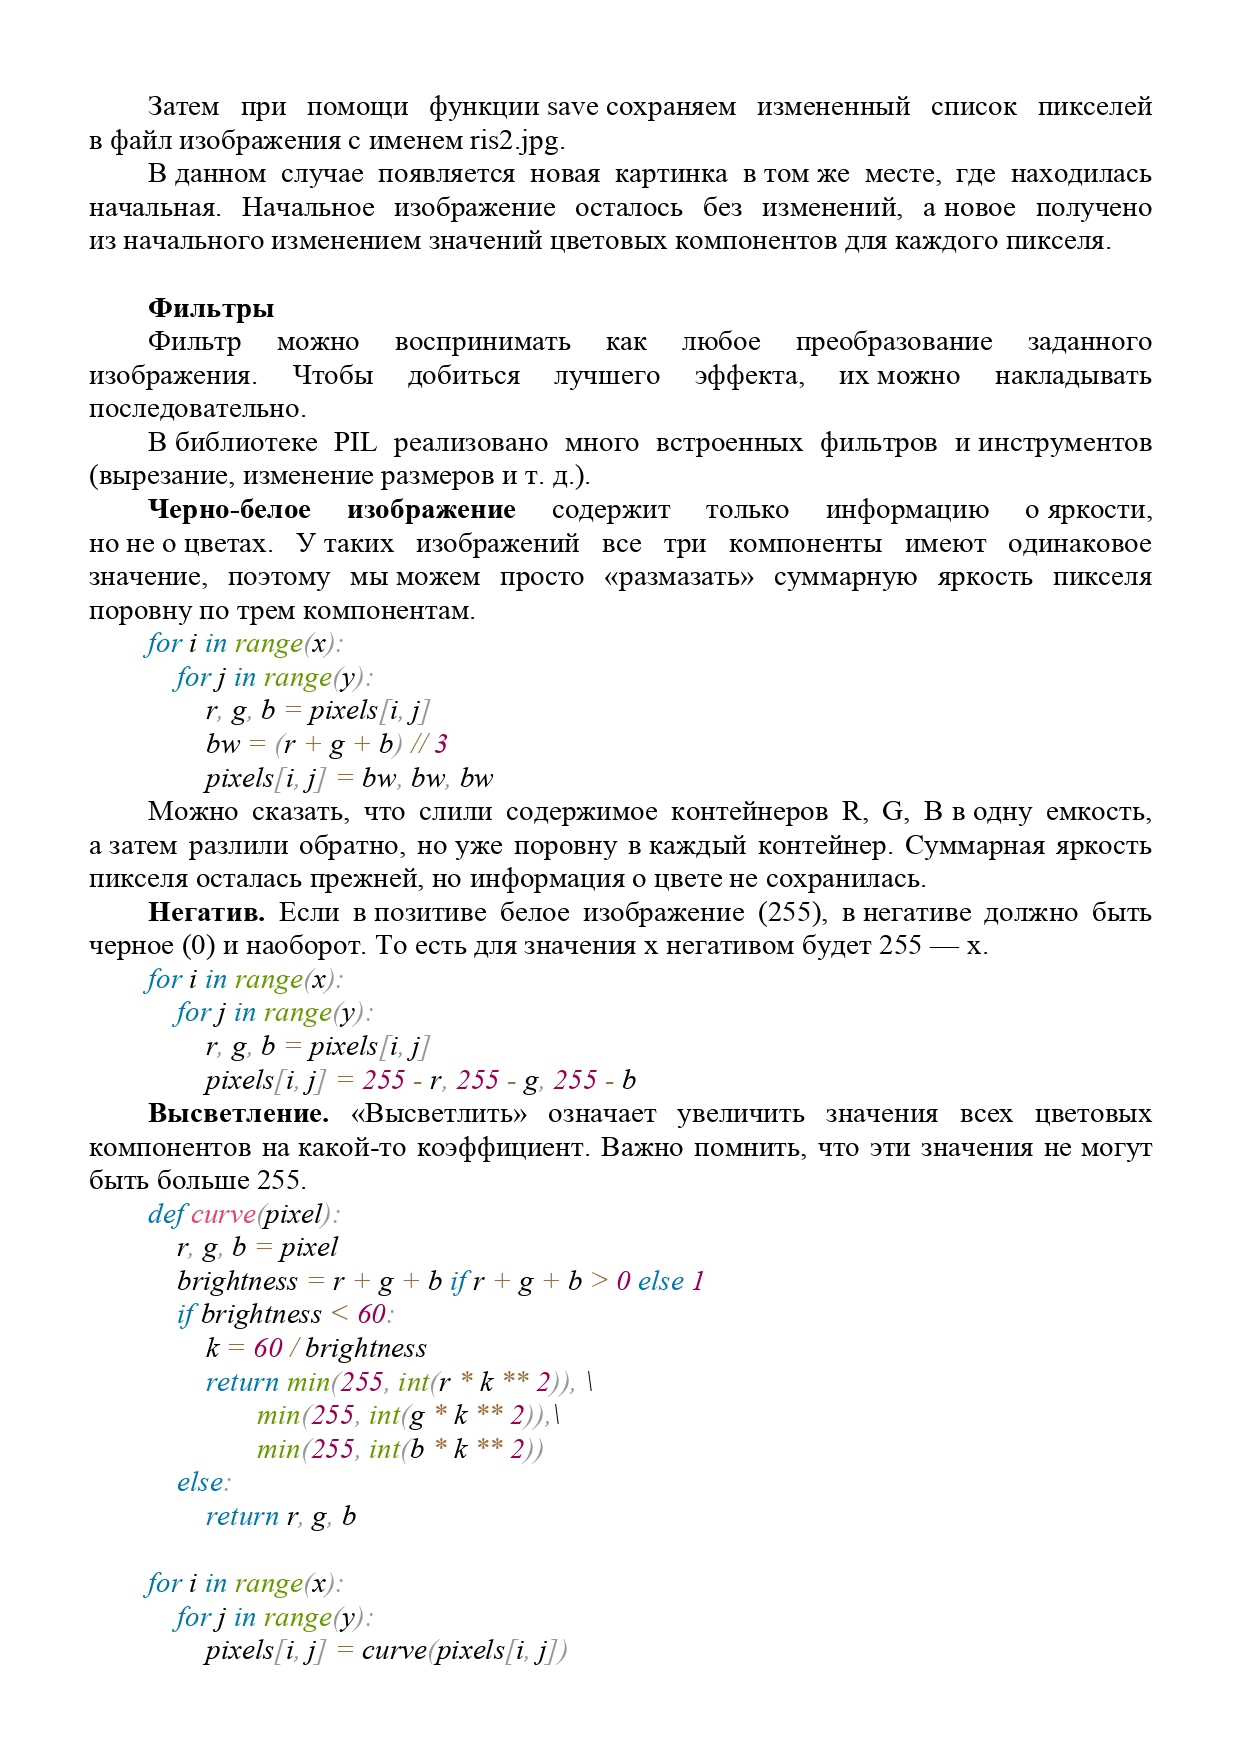 Затем при помощи функции save сохраняем измененный список пикселей
в файл изображения с именем ris2.jpg.
В данном случае появляется новая картинка в том же месте, где находилась
начальная. Начальное изображение осталось без изменений, а новое получено
из начального изменением значений цветовых компонентов для каждого пикселя.
Фильтры
Фильтр можно воспринимать как любое преобразование заданного
изображения. Чтобы добиться лучшего эффекта, их можно накладывать
последовательно.
В библиотеке PIL реализовано много встроенных фильтров и инструментов
(вырезание, изменение размеров и т. д.).
Черно-белое изображение содержит только информацию о яркости,
но не о цветах. У таких изображений все три компоненты имеют одинаковое
значение, поэтому мы можем просто «размазать» суммарную яркость пикселя
поровну по трем компонентам.
for i in range(x):
for j in range(y):
r, g, b = pixels[i, j]
bw = (r + g + b) // 3
pixels[i, j] = bw, bw, bw
Можно сказать, что слили содержимое контейнеров R, G, B в одну емкость,
а затем разлили обратно, но уже поровну в каждый контейнер. Суммарная яркость
пикселя осталась прежней, но информация о цвете не сохранилась.
Негатив. Если в позитиве белое изображение (255), в негативе должно быть
черное (0) и наоборот. То есть для значения x негативом будет 255 — x.
for i in range(x):
for j in range(y):
r, g, b = pixels[i, j]
pixels[i, j] = 255 - r, 255 - g, 255 - b
Высветление. «Высветлить» означает увеличить значения всех цветовых
компонентов на какой-то коэффициент. Важно помнить, что эти значения не могут
быть больше 255.
def curve(pixel):
r, g, b = pixel
brightness = r + g + b if r + g + b > 0 else 1
if brightness < 60:
k = 60 / brightness
return min(255, int(r * k ** 2)), \
min(255, int(g * k ** 2)),\
min(255, int(b * k ** 2))
else:
return r, g, b
for i in range(x):
for j in range(y):
pixels[i, j] = curve(pixels[i, j])